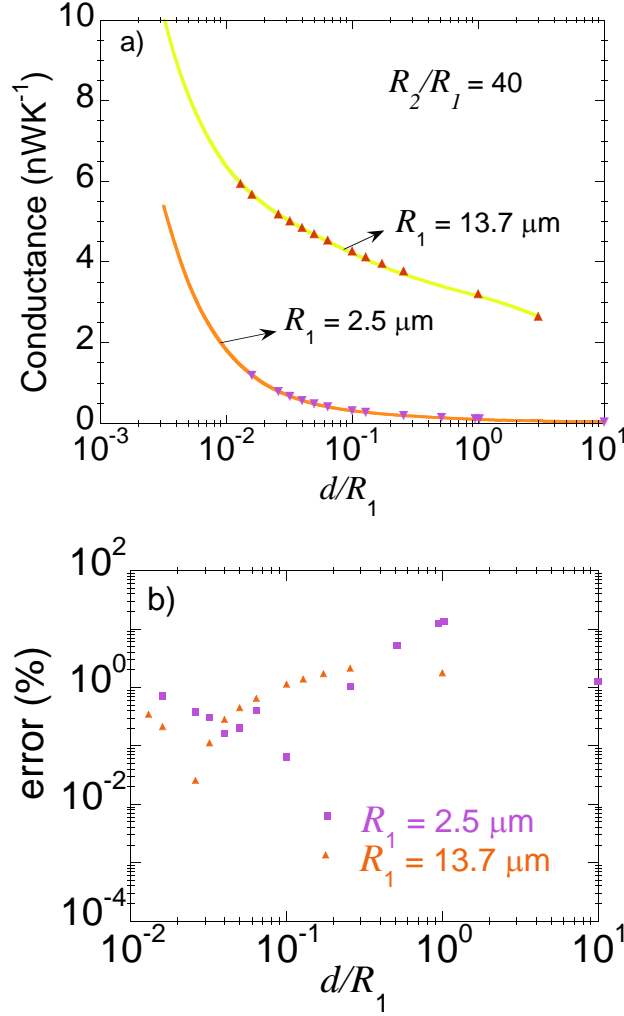 a)
R₂/R₁ = 40
R₁ = 13.7 μm
R₁ = 2.5 μm
Conductance (nWK⁻¹)
10
8
6
4
2
0
10⁻³ 10⁻² 10⁻¹ 10⁰ 10¹
d/R₁
b)
error (%)
10²
10⁰
10⁻²
10⁻⁴
R₁ = 2.5 μm
R₁ = 13.7 μm
10⁻² 10⁻¹ 10⁰ 10¹
d/R₁